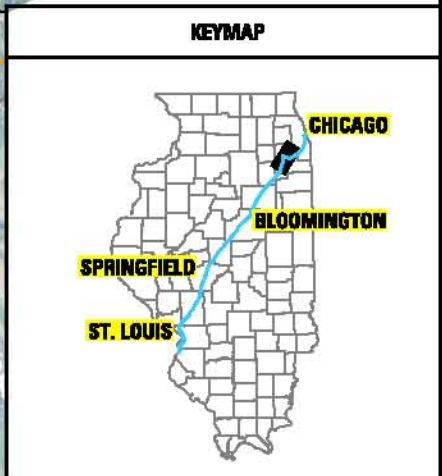 KEYMAP
CHICAGO
BLOOMINGTON
SPRINGFIELD
ST. LOUIS